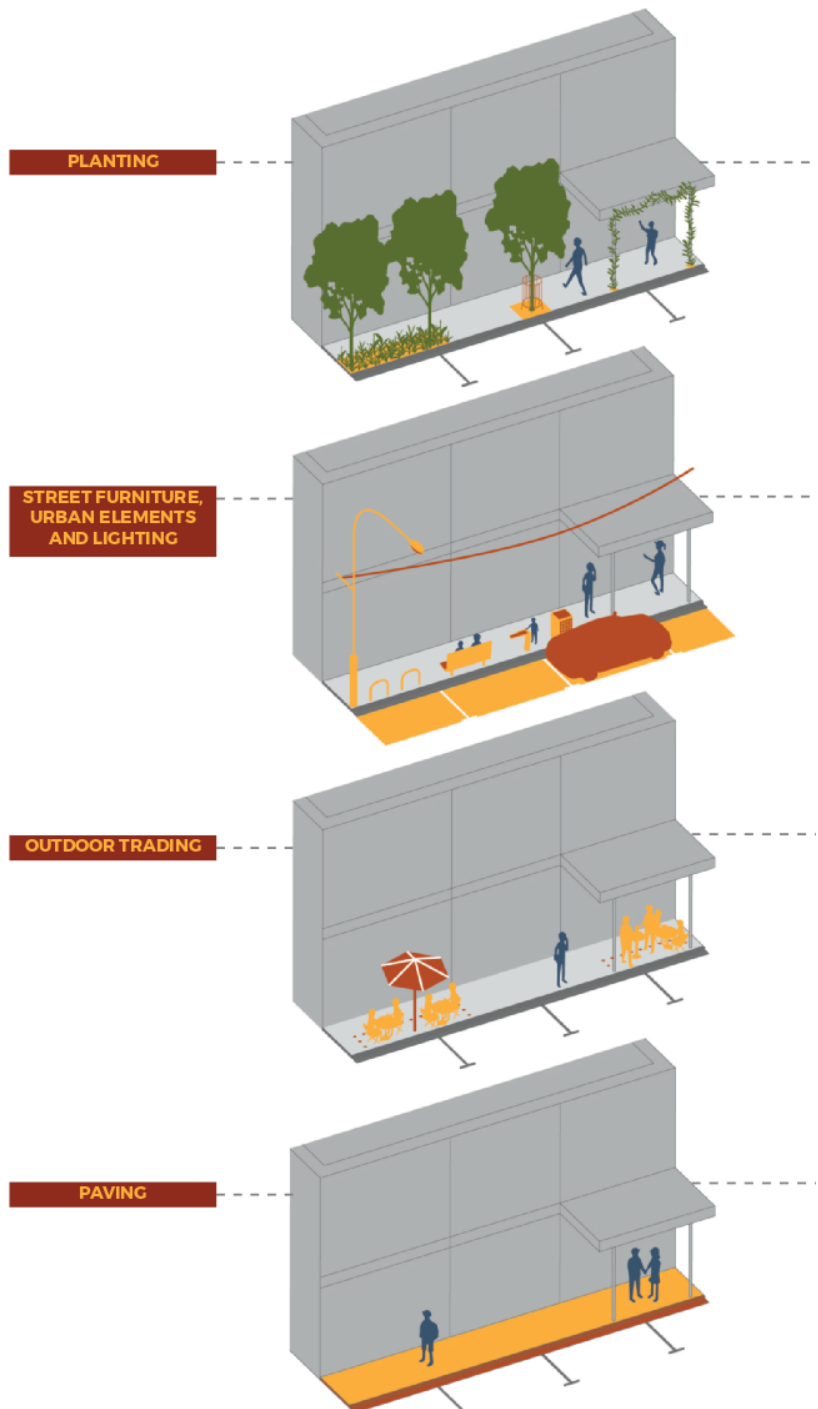 PLANTING
STREET FURNITURE,
URBAN ELEMENTS
AND LIGHTING
OUTDOOR TRADING
PAVING